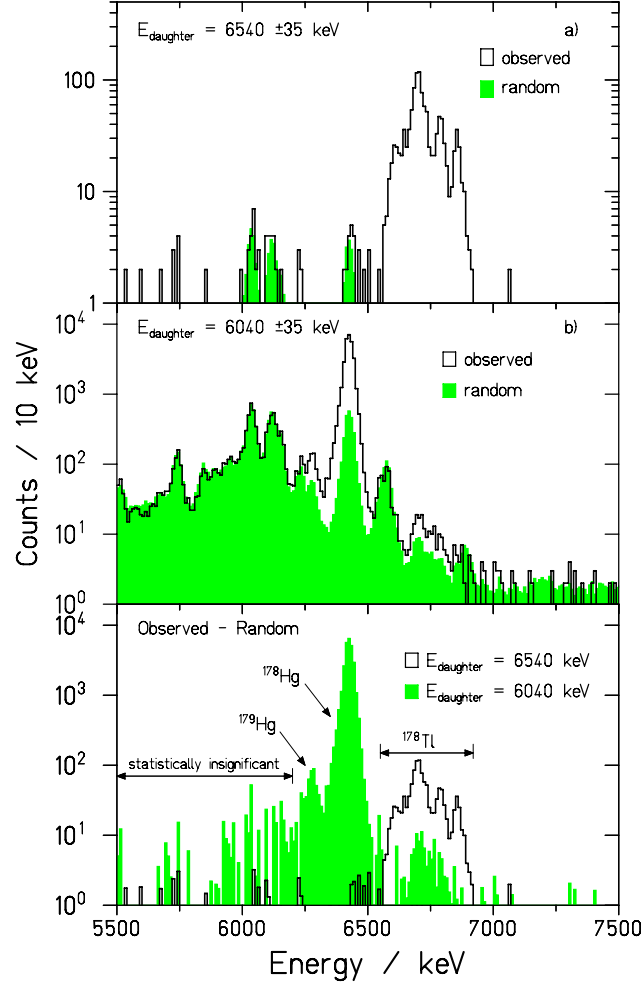 E_daughter = 6540 ±35 keV
a)
observed
random
100
10
1
E_daughter = 6040 ±35 keV
b)
observed
random
10^4
10^3
10^2
10^1
10^0
Counts / 10 keV
Observed - Random
E_daughter = 6540 keV
E_daughter = 6040 keV
^178Hg
^179Hg
^178Tl
statistically insignificant
10^4
10^3
10^2
10^1
10^0
5500 6000 6500 7000 7500
Energy / keV